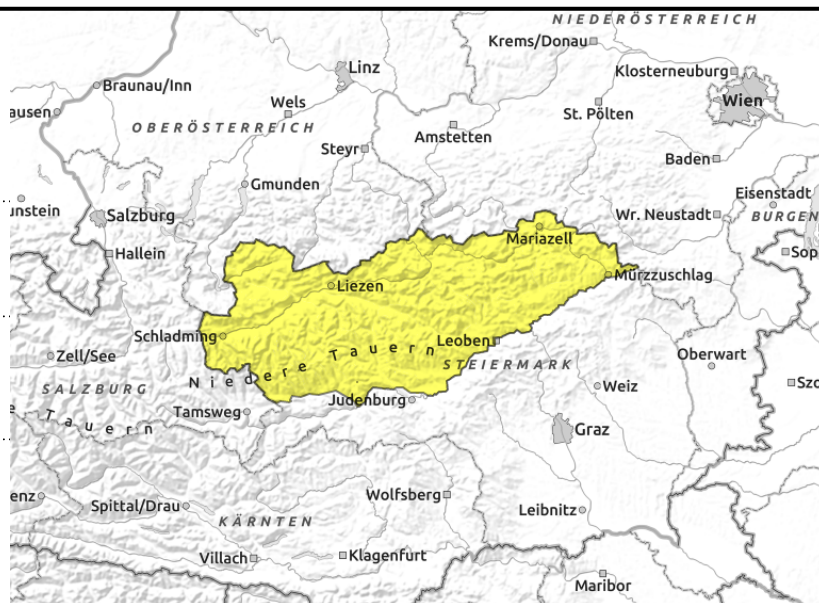 NIEDERÖSTERREICH
Krems/Donau
Linz
Klosterneuburg
Braunau/Inn
Wels
Wien
ausen
St. Pölten
OBERÖSTERREICH
Amstetten
Steyr
Baden
Gmunden
Eisenstadt
unstein
Salzburg
Wr. Neustadt
BURGEN
Mariazell
Hallein
Sop
Mürzzuschlag
Liezen
Schladming
Leoben
Zell/See
Niedere Tauern
STEIERMARK
Oberwart
SALZBURG
Weiz
Szo
Tamsweg
Judenburg
e
Tauern
Graz
enz
Spittal/Drau
Wolfsberg
Leibnitz
KÄRNTEN
Villach
Klagenfurt
Maribor